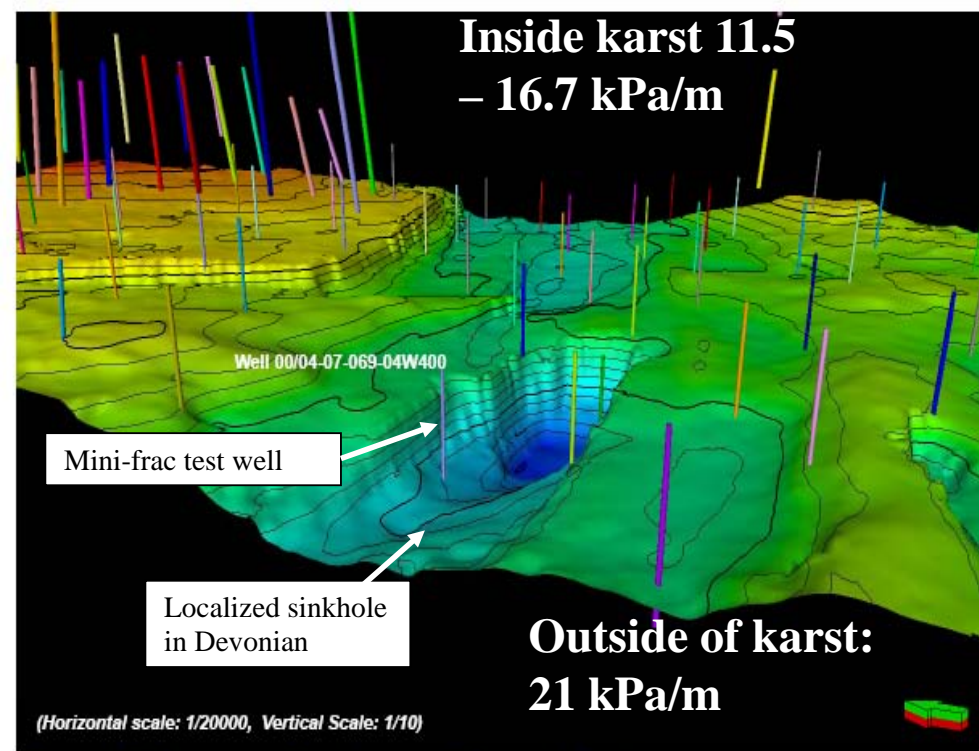 Inside karst 11.5
– 16.7 kPa/m
Well 00/04-07-069-04W400
Mini-frac test well
Localized sinkhole
in Devonian
Outside of karst:
21 kPa/m
(Horizontal scale: 1/20000, Vertical Scale: 1/10)